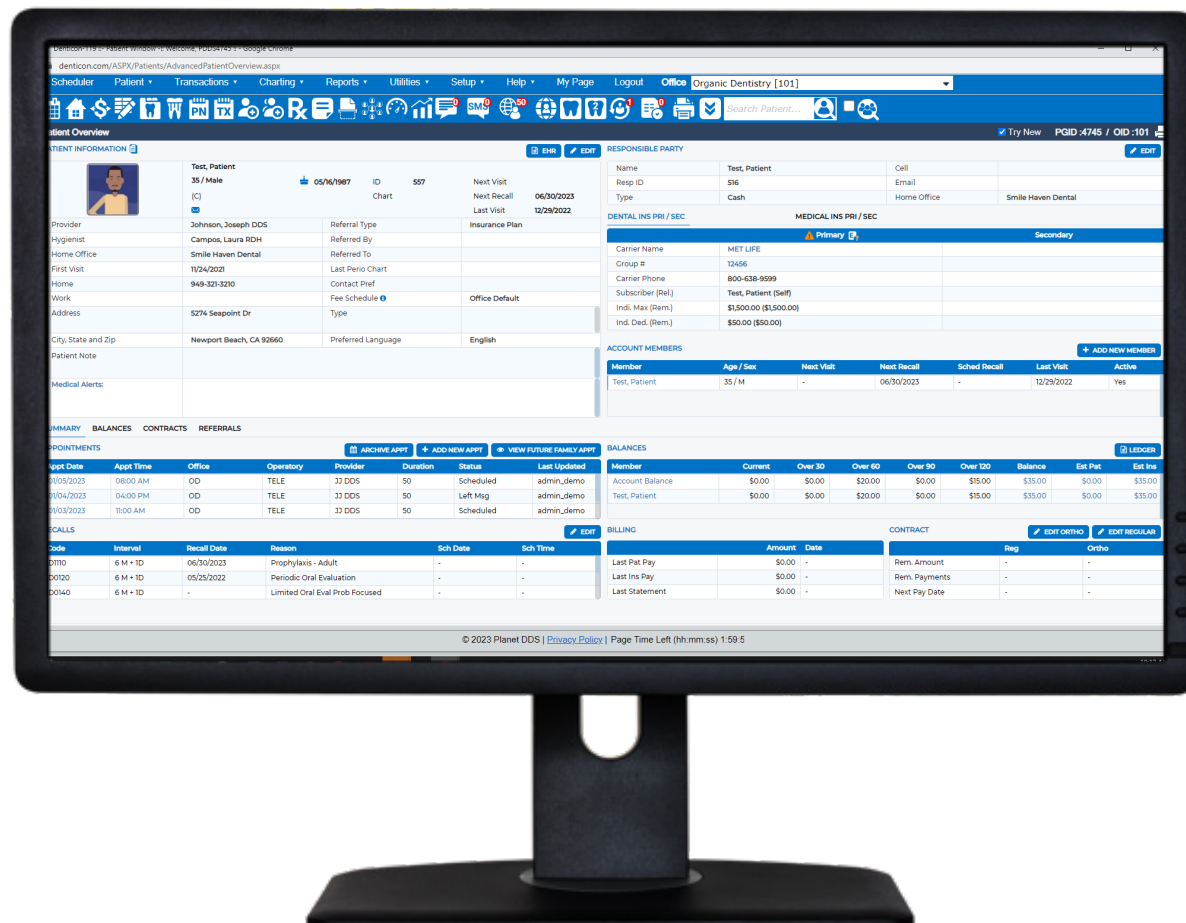 Denticon-119 ::- Patient Window -:: Welcome, PDDS4745 :: - Google Chrome
denticon.com/ASPX/Patients/AdvancedPatientOverview.aspx
Scheduler Patient Transactions Charting Reports Utilities Setup Help My Page Logout Office Organic Dentistry [101]
PN TX 0 SMS 0 50 2 1 0 Search Patient...
atient Overview Try New PGID :4745 / OID :101
ATIENT INFORMATION EHR EDIT RESPONSIBLE PARTY EDIT
Test, Patient Name Test, Patient Cell
35 / Male 05/16/1987 ID 557 Next Visit Resp ID 516 Email
(C) Chart Next Recall 06/30/2023 Type Cash Home Office Smile Haven Dental
Last Visit 12/29/2022
DENTAL INS PRI / SEC MEDICAL INS PRI / SEC
Provider Johnson, Joseph DDS Referral Type Insurance Plan
Primary Secondary
Hygienist Campos, Laura RDH Referred By
Carrier Name MET LIFE
Home Office Smile Haven Dental Referred To
Group # 12456
First Visit 11/24/2021 Last Perio Chart
Carrier Phone 800-638-9599
Home 949-321-3210 Contact Pref
Subscriber (Rel.) Test, Patient (Self)
Work Fee Schedule Office Default
Indi. Max (Rem.) $1,500.00 ($1,500.00)
Address 5274 Seapoint Dr Type
Ind. Ded. (Rem.) $50.00 ($50.00)
City, State and Zip Newport Beach, CA 92660 Preferred Language English
ACCOUNT MEMBERS + ADD NEW MEMBER
Patient Note
Member Age / Sex Next Visit Next Recall Sched Recall Last Visit Active
Medical Alerts:
Test, Patient 35 / M - 06/30/2023 - 12/29/2022 Yes
UMMARY BALANCES CONTRACTS REFERRALS
PPOINTMENTS ARCHIVE APPT + ADD NEW APPT VIEW FUTURE FAMILY APPT BALANCES LEDGER
Appt Date Appt Time Office Operatory Provider Duration Status Last Updated Member Current Over 30 Over 60 Over 90 Over 120 Balance Est Pat Est Ins
01/05/2023 08:00 AM OD TELE JJ DDS 50 Scheduled admin_demo Account Balance $0.00 $0.00 $20.00 $0.00 $15.00 $35.00 $0.00 $35.00
01/04/2023 04:00 PM OD TELE JJ DDS 50 Left Msg admin_demo Test, Patient $0.00 $0.00 $20.00 $0.00 $15.00 $35.00 $0.00 $35.00
01/03/2023 11:00 AM OD TELE JJ DDS 50 Scheduled admin_demo
ECALLS EDIT BILLING CONTRACT EDIT ORTHO EDIT REGULAR
Code Interval Recall Date Reason Sch Date Sch Time Amount Date Reg Ortho
D1110 6 M + 1D 06/30/2023 Prophylaxis - Adult - - Last Pat Pay $0.00 - Rem. Amount - -
D0120 6 M + 1D 05/25/2022 Periodic Oral Evaluation - - Last Ins Pay $0.00 - Rem. Payments - -
D0140 6 M + 1D - Limited Oral Eval Prob Focused - - Last Statement $0.00 - Next Pay Date - -
© 2023 Planet DDS | Privacy Policy | Page Time Left (hh:mm:ss) 1:59:5